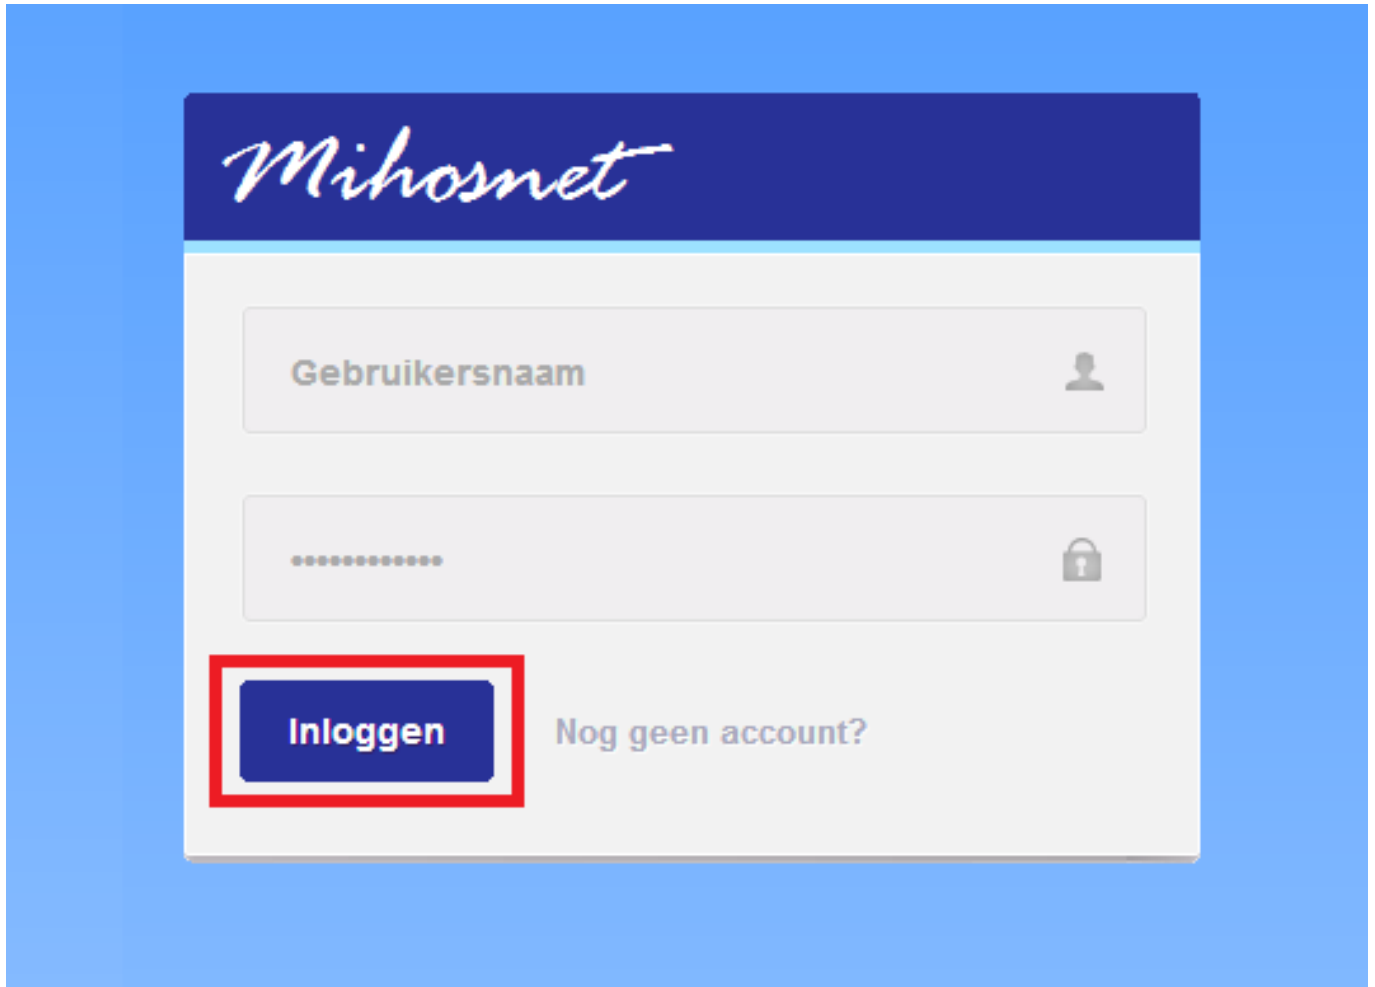 Mihosnet
Gebruikersnaam
••••••••••••
Inloggen
Nog geen account?